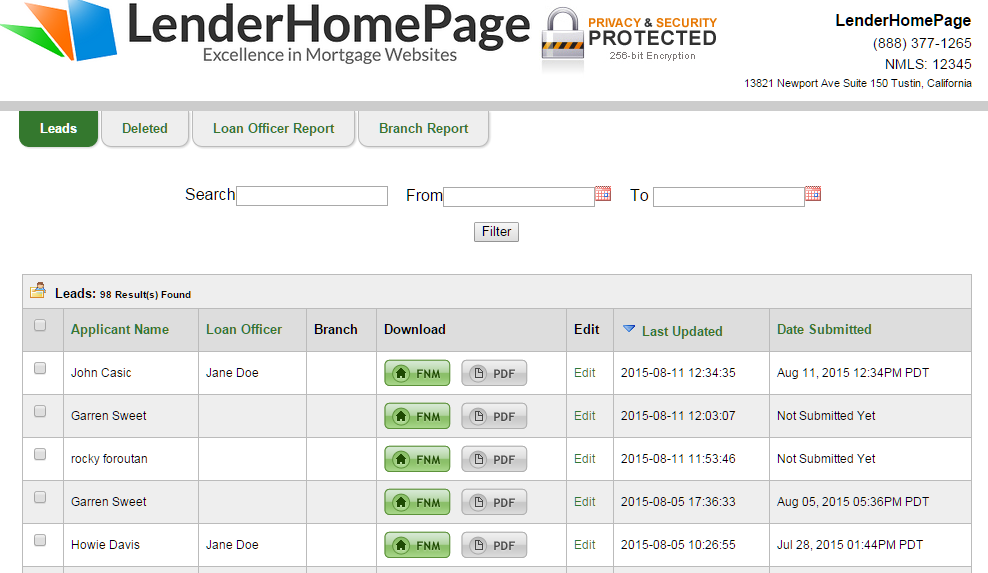 LenderHomePage
Excellence in Mortgage Websites
PRIVACY & SECURITY
PROTECTED
256-bit Encryption
LenderHomePage
(888) 377-1265
NMLS: 12345
13821 Newport Ave Suite 150 Tustin, California
Leads Deleted Loan Officer Report Branch Report
Search From To
Filter
Leads: 98 Result(s) Found
Applicant Name Loan Officer Branch Download Edit Last Updated Date Submitted
John Casic Jane Doe FNM PDF Edit 2015-08-11 12:34:35 Aug 11, 2015 12:34PM PDT
Garren Sweet FNM PDF Edit 2015-08-11 12:03:07 Not Submitted Yet
rocky foroutan FNM PDF Edit 2015-08-11 11:53:46 Not Submitted Yet
Garren Sweet FNM PDF Edit 2015-08-05 17:36:33 Aug 05, 2015 05:36PM PDT
Howie Davis Jane Doe FNM PDF Edit 2015-08-05 10:26:55 Jul 28, 2015 01:44PM PDT